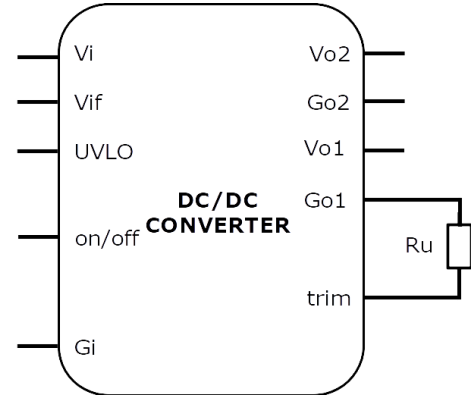 Vi
Vif
UVLO
on/off
Gi
DC/DC
CONVERTER
Vo2
Go2
Vo1
Go1
trim
Ru